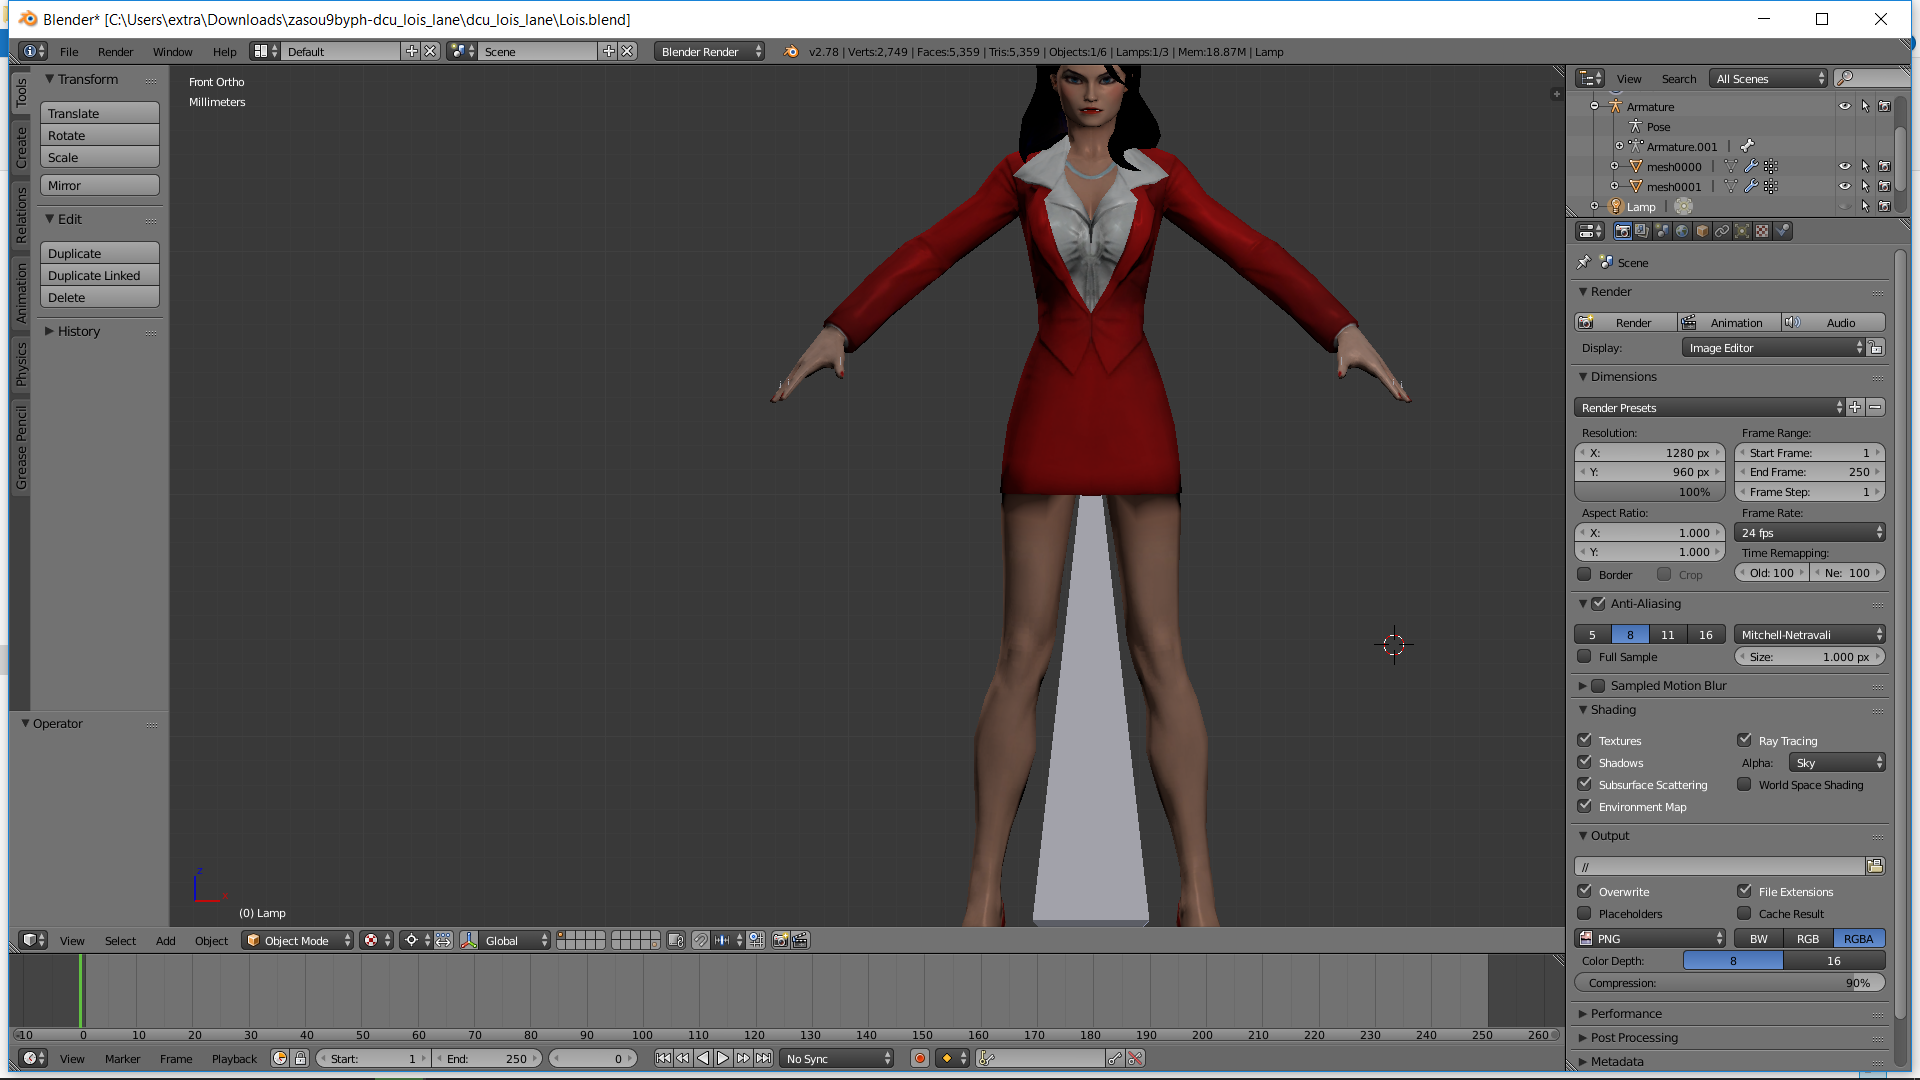 Blender* [C:\Users\extra\Downloads\zasou9byph-dcu_lois_lane\dcu_lois_lane\Lois.blend]
File Render Window Help Default Scene Blender Render v2.78 | Verts:2,749 | Faces:5,359 | Tris:5,359 | Objects:1/6 | Lamps:1/3 | Mem:18.87M | Lamp
Tools
Create
Relations
Animation
Physics
Grease Pencil
Transform
Translate
Rotate
Scale
Mirror
Edit
Duplicate
Duplicate Linked
Delete
History
Operator
Front Ortho
Millimeters
z
x
(0) Lamp
View Search All Scenes
Armature
Pose
Armature.001 |
mesh0000 |
mesh0001 |
Lamp |
Scene
Render
Render Animation Audio
Display: Image Editor
Dimensions
Render Presets
Resolution: Frame Range:
X: 1280 px Start Frame: 1
Y: 960 px End Frame: 250
100% Frame Step: 1
Aspect Ratio: Frame Rate:
X: 1.000 24 fps
Y: 1.000 Time Remapping:
Border Crop Old: 100 Ne: 100
Anti-Aliasing
5 8 11 16 Mitchell-Netravali
Full Sample Size: 1.000 px
Sampled Motion Blur
Shading
Textures Ray Tracing
Shadows Alpha: Sky
Subsurface Scattering World Space Shading
Environment Map
Output
//
Overwrite File Extensions
Placeholders Cache Result
PNG BW RGB RGBA
Color Depth: 8 16
Compression: 90%
Performance
Post Processing
Metadata
View Select Add Object Object Mode Global
-10 0 10 20 30 40 50 60 70 80 90 100 110 120 130 140 150 160 170 180 190 200 210 220 230 240 250 260
View Marker Frame Playback Start: 1 End: 250 0 No Sync